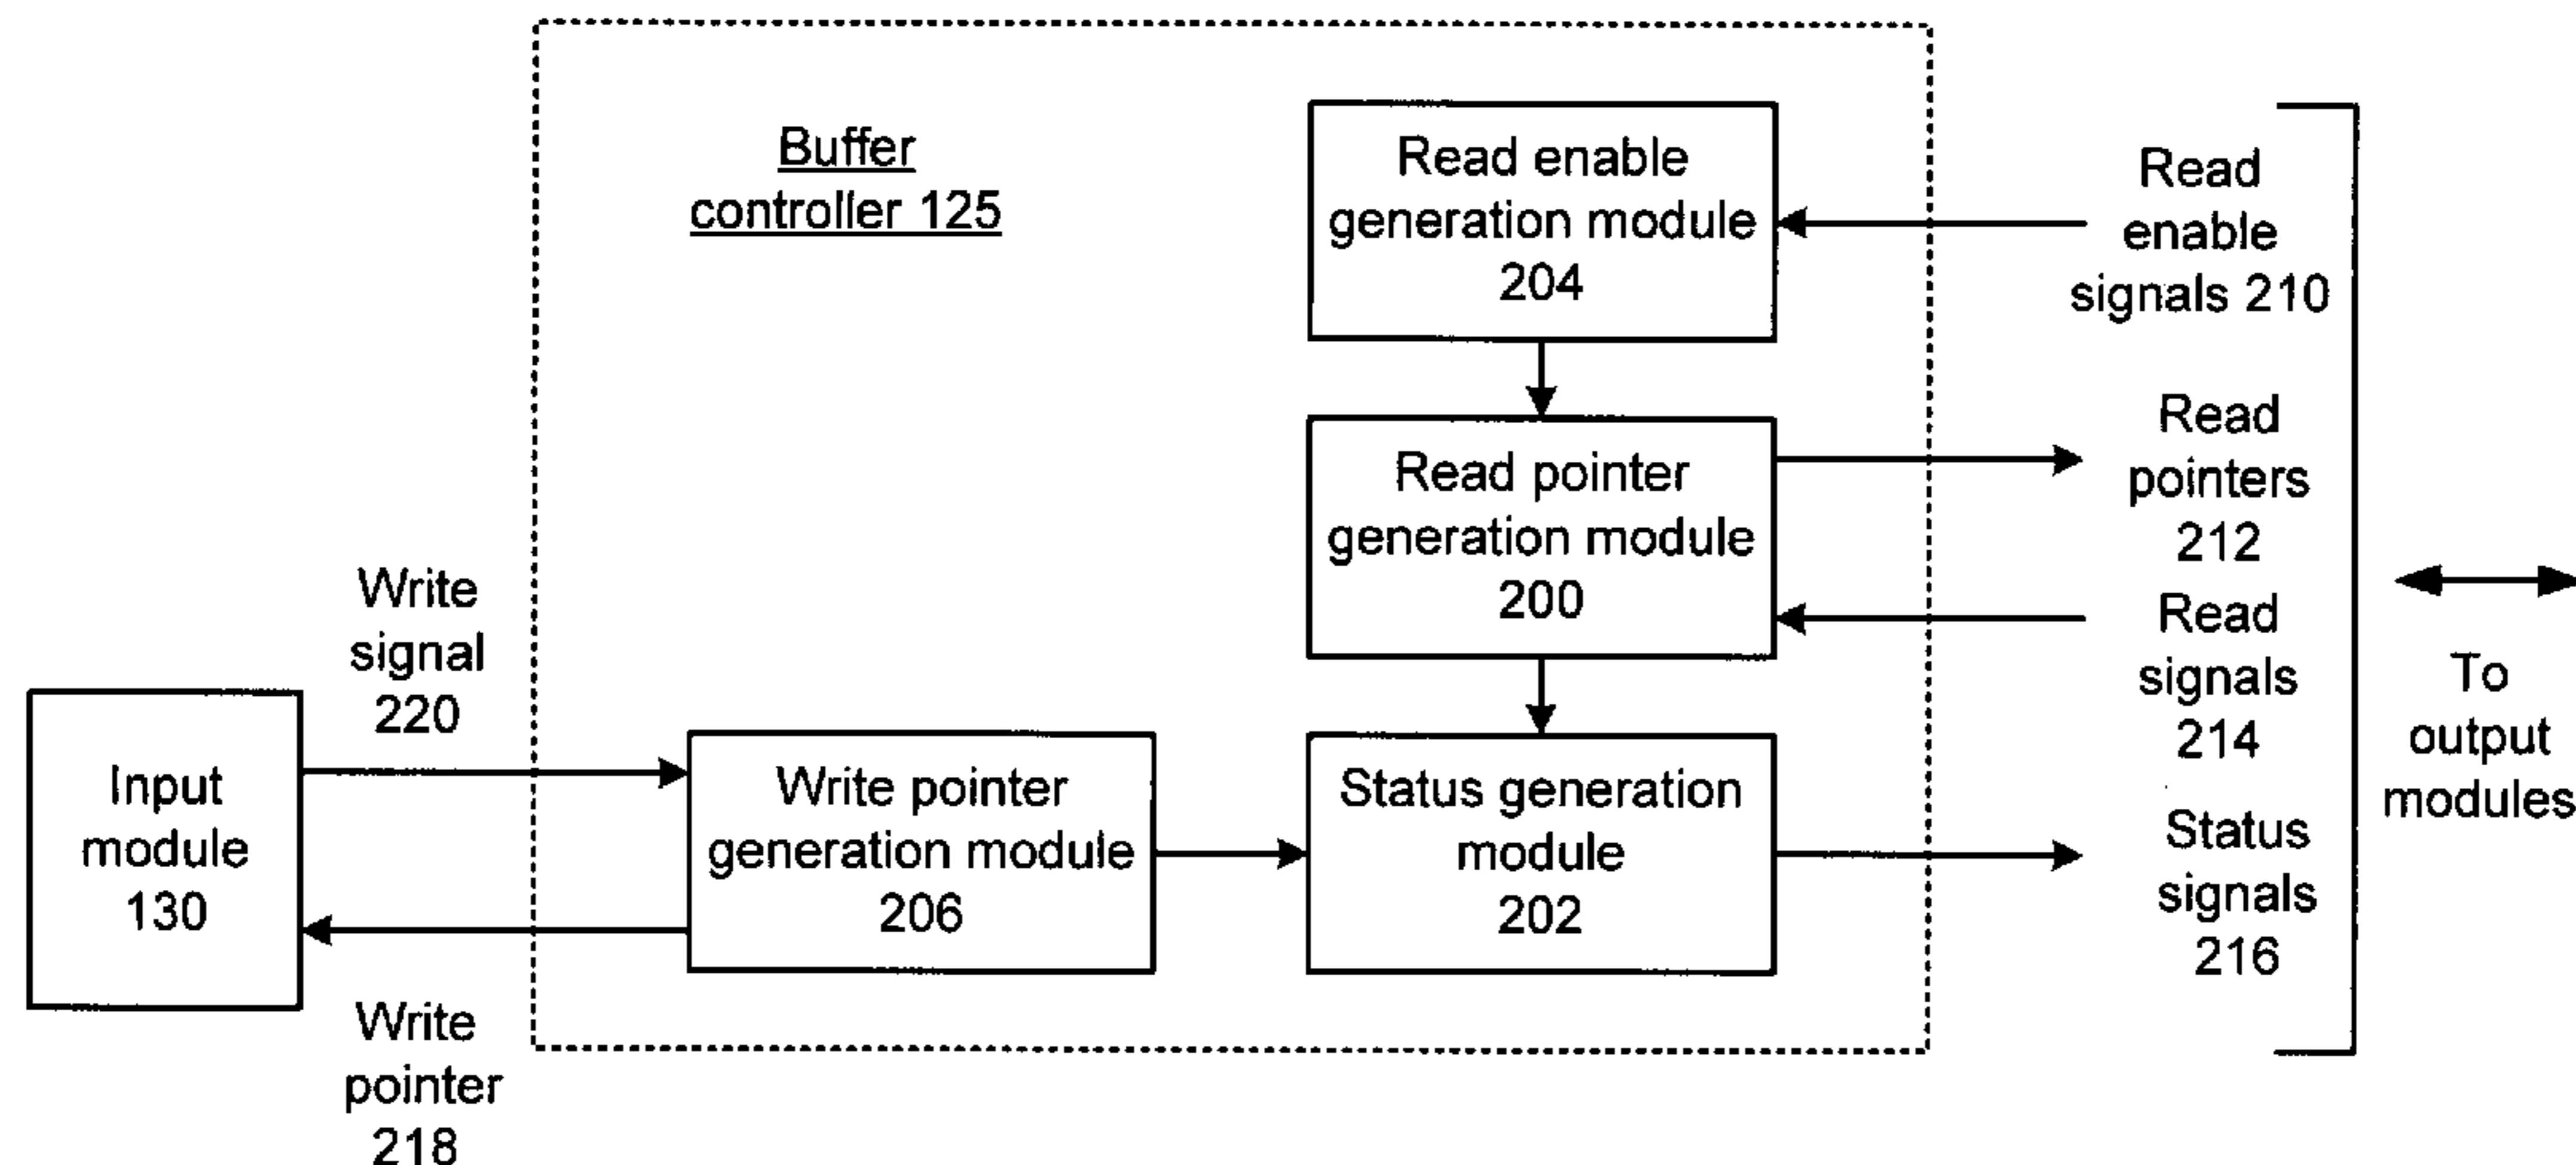 Buffer
controller 125
Read enable
generation module
204
Read
enable
signals 210
Read pointer
generation module
200
Read
pointers
212
Read
signals
214
Write
signal
220
Input
module
130
Write pointer
generation module
206
Status generation
module
202
Status
signals
216
To
output
modules
Write
pointer
218